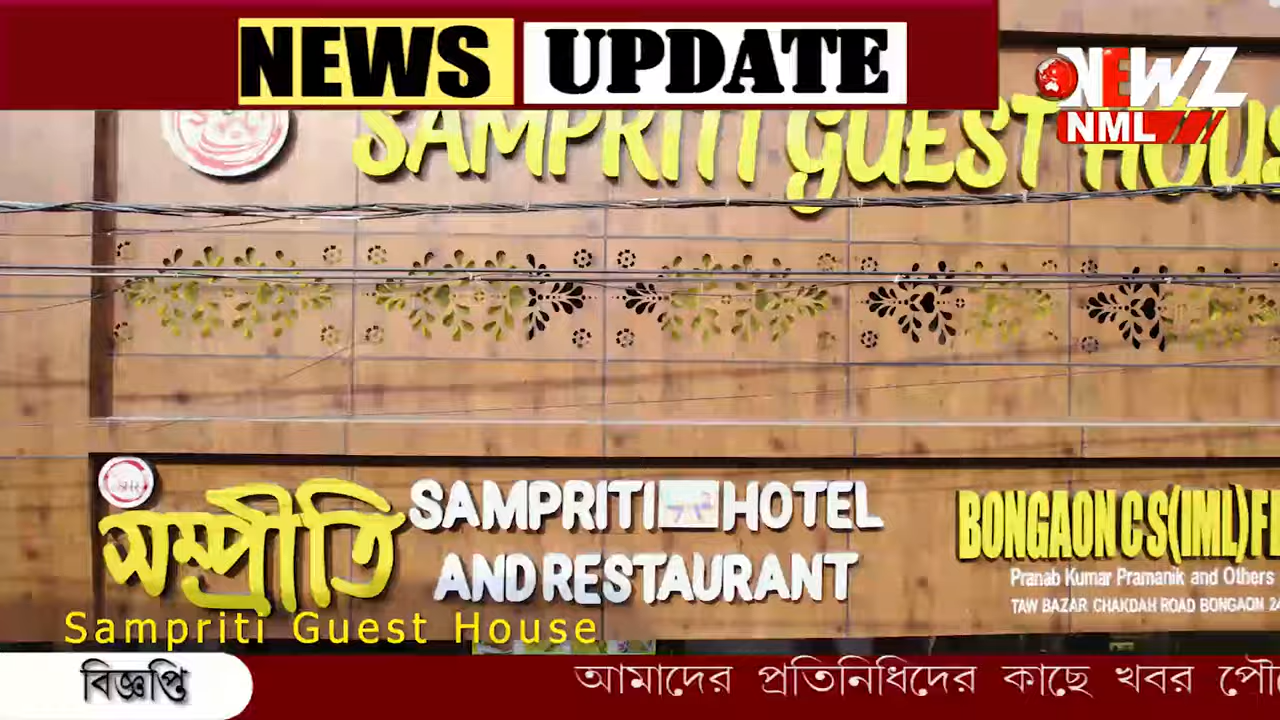 NEWS UPDATE
NEWZ
NML
SAMPRITI GUEST HOUS
সম্প্রীতি
SAMPRITI HOTEL
AND RESTAURANT
BONGAON C S (IML) F
Pranab Kumar Pramanik and Others
TAW BAZAR CHAKDAH ROAD BONGAON 24
Sampriti Guest House
বিজ্ঞপ্তি
আমাদের প্রতিনিধিদের কাছে খবর পৌ